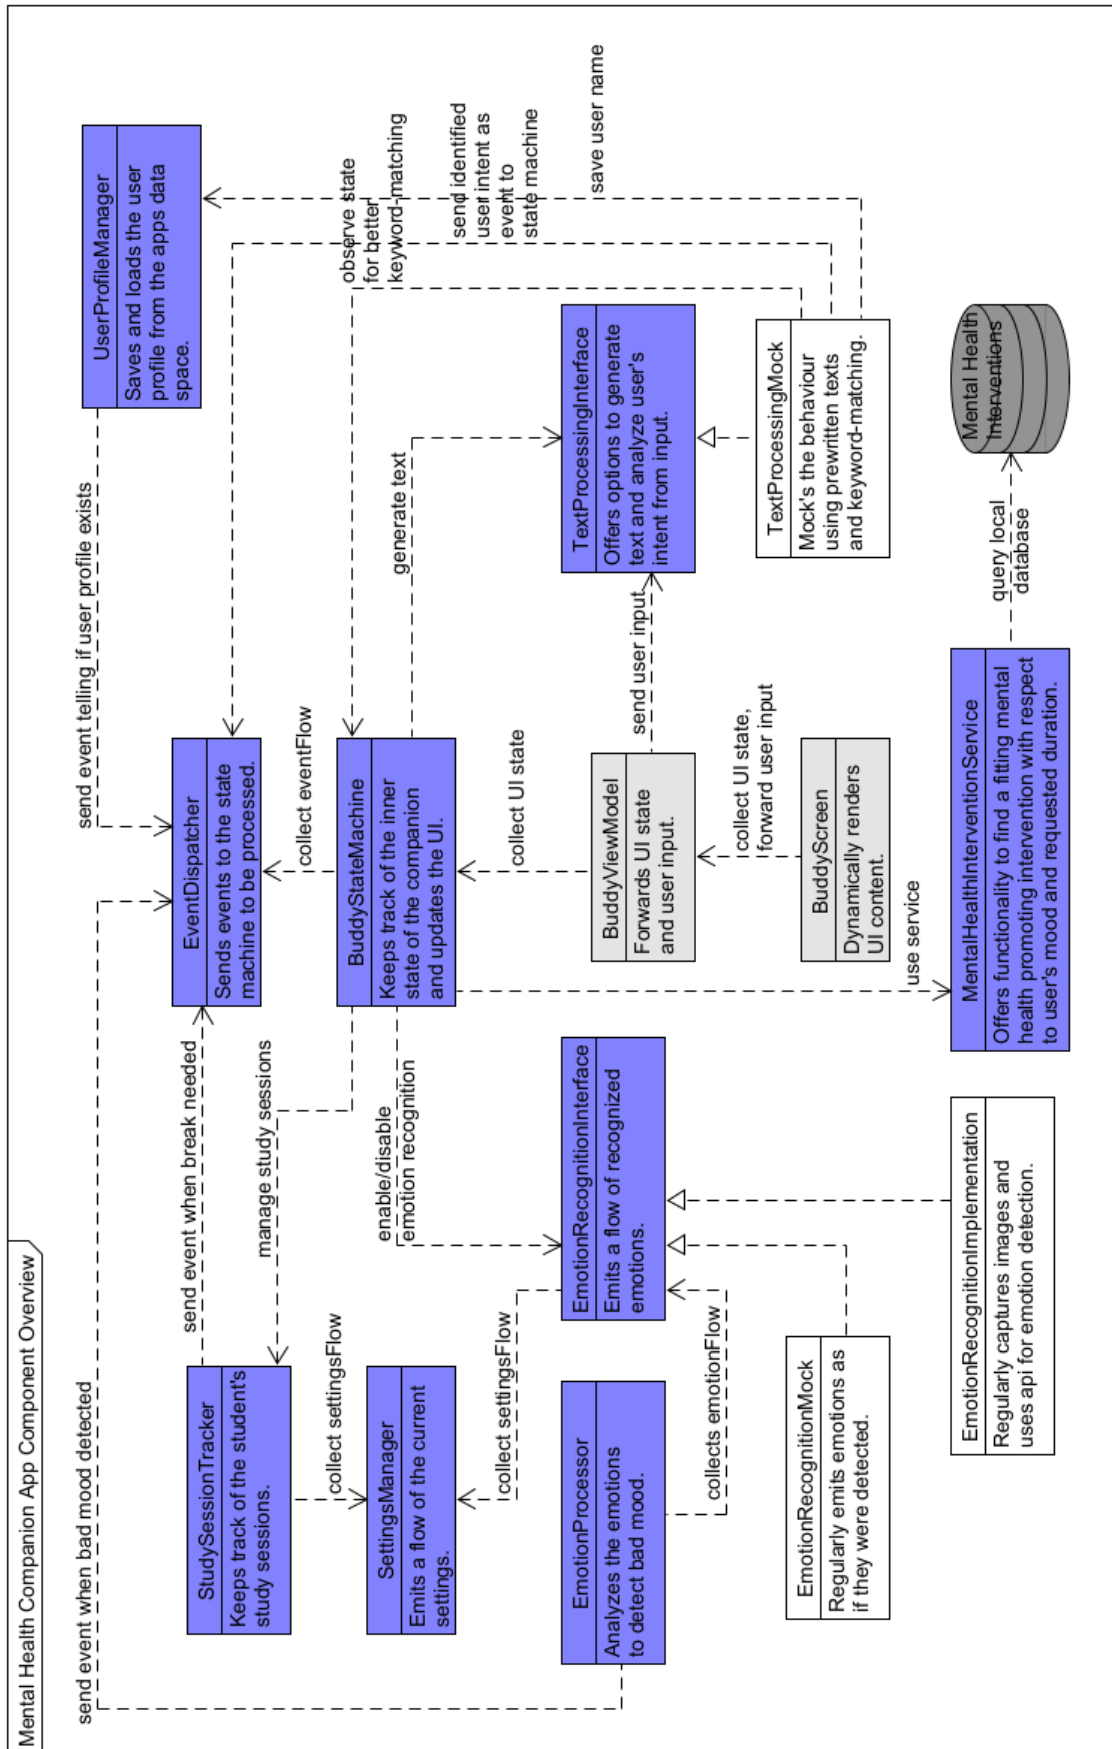 Mental Health Companion App Component Overview
send event when bad mood detected
send event telling if user profile exists
UserProfileManager
Saves and loads the user
profile from the apps data
space.
send event when break needed
EventDispatcher
Sends events to the state
machine to be processed.
StudySessionTracker
Keeps track of the student's
study sessions.
manage study sessions
collect eventFlow
observe state
for better
keyword-matching
send identified
user intent as
event to
state machine
save user name
collect settingsFlow
SettingsManager
Emits a flow of the current
settings.
enable/disable
emotion recognition
BuddyStateMachine
Keeps track of the inner
state of the companion
and updates the UI.
generate text
collect settingsFlow
collect UI state
EmotionProcessor
Analyzes the emotions
to detect bad mood.
EmotionRecognitionInterface
Emits a flow of recognized
emotions.
BuddyViewModel
Forwards UI state
and user input.
send user input
TextProcessingInterface
Offers options to generate
text and analyze user's
intent from input.
collects emotionFlow
collect UI state,
forward user input
EmotionRecognitionMock
Regularly emits emotions as
if they were detected.
BuddyScreen
Dynamically renders
UI content.
TextProcessingMock
Mock's the behaviour
using prewritten texts
and keyword-matching.
use service
EmotionRecognitionImplementation
Regularly captures images and
uses api for emotion detection.
MentalHealthInterventionService
Offers functionality to find a fitting mental
health promoting intervention with respect
to user's mood and requested duration.
query local
database
Mental Health
Interventions